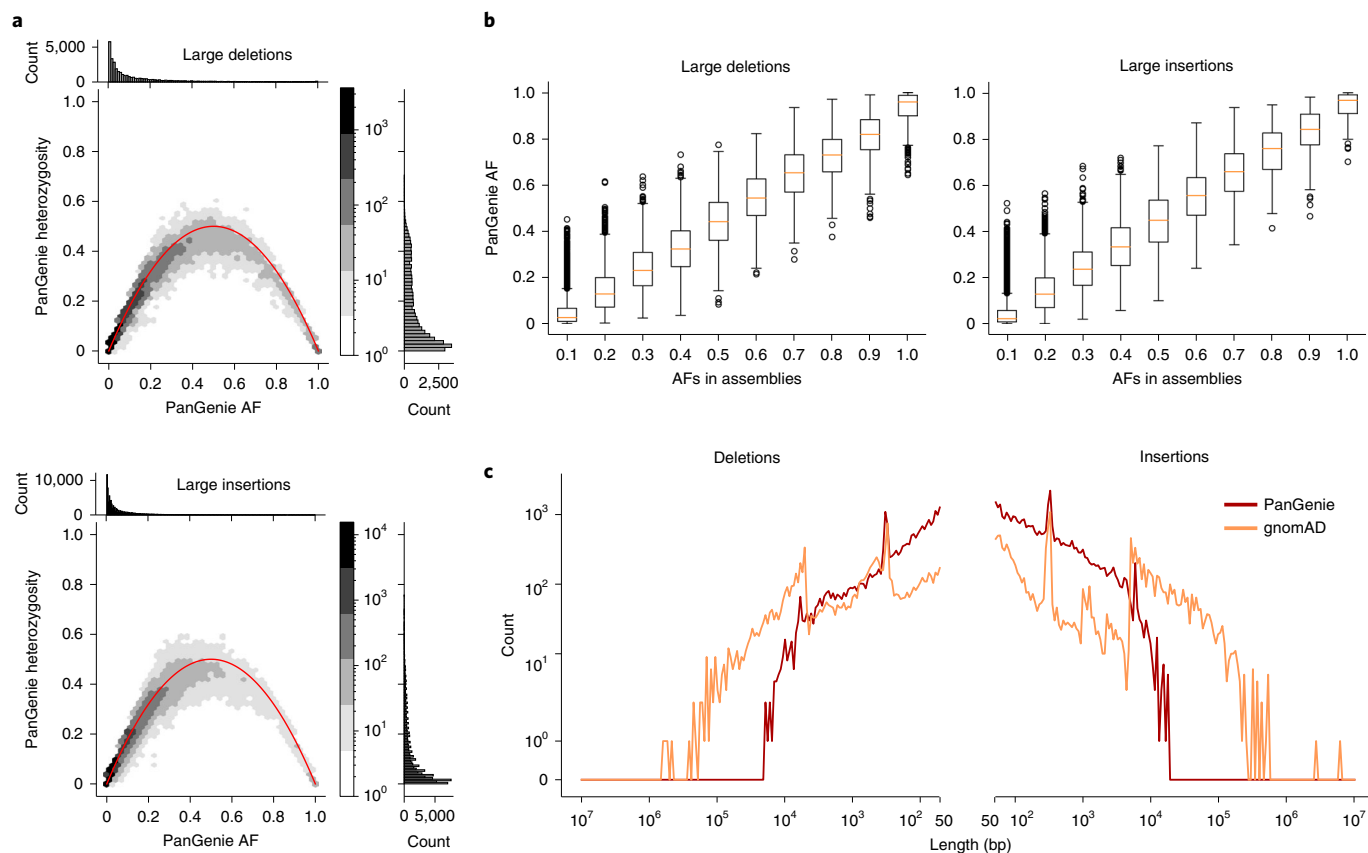 a
Large deletions
Count
5,000
0
PanGenie heterozygosity
1.0
0.8
0.6
0.4
0.2
0
0 0.2 0.4 0.6 0.8 1.0
PanGenie AF
10³
10²
10¹
10⁰
0 2,500
Count
Large insertions
Count
10,000
0
PanGenie heterozygosity
1.0
0.8
0.6
0.4
0.2
0
0 0.2 0.4 0.6 0.8 1.0
PanGenie AF
10⁴
10³
10²
10¹
10⁰
0 5,000
Count
b
Large deletions
PanGenie AF
1.0
0.8
0.6
0.4
0.2
0
0.1 0.2 0.3 0.4 0.5 0.6 0.7 0.8 0.9 1.0
AFs in assemblies
Large insertions
1.0
0.8
0.6
0.4
0.2
0
0.1 0.2 0.3 0.4 0.5 0.6 0.7 0.8 0.9 1.0
AFs in assemblies
c
Deletions
Insertions
PanGenie
gnomAD
Count
10³
10²
10¹
10⁰
0
10⁷ 10⁶ 10⁵ 10⁴ 10³ 10² 50
50 10² 10³ 10⁴ 10⁵ 10⁶ 10⁷
Length (bp)